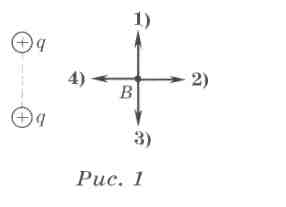 1)
+ q
4) 2)
B
+ q
3)
Рис. 1